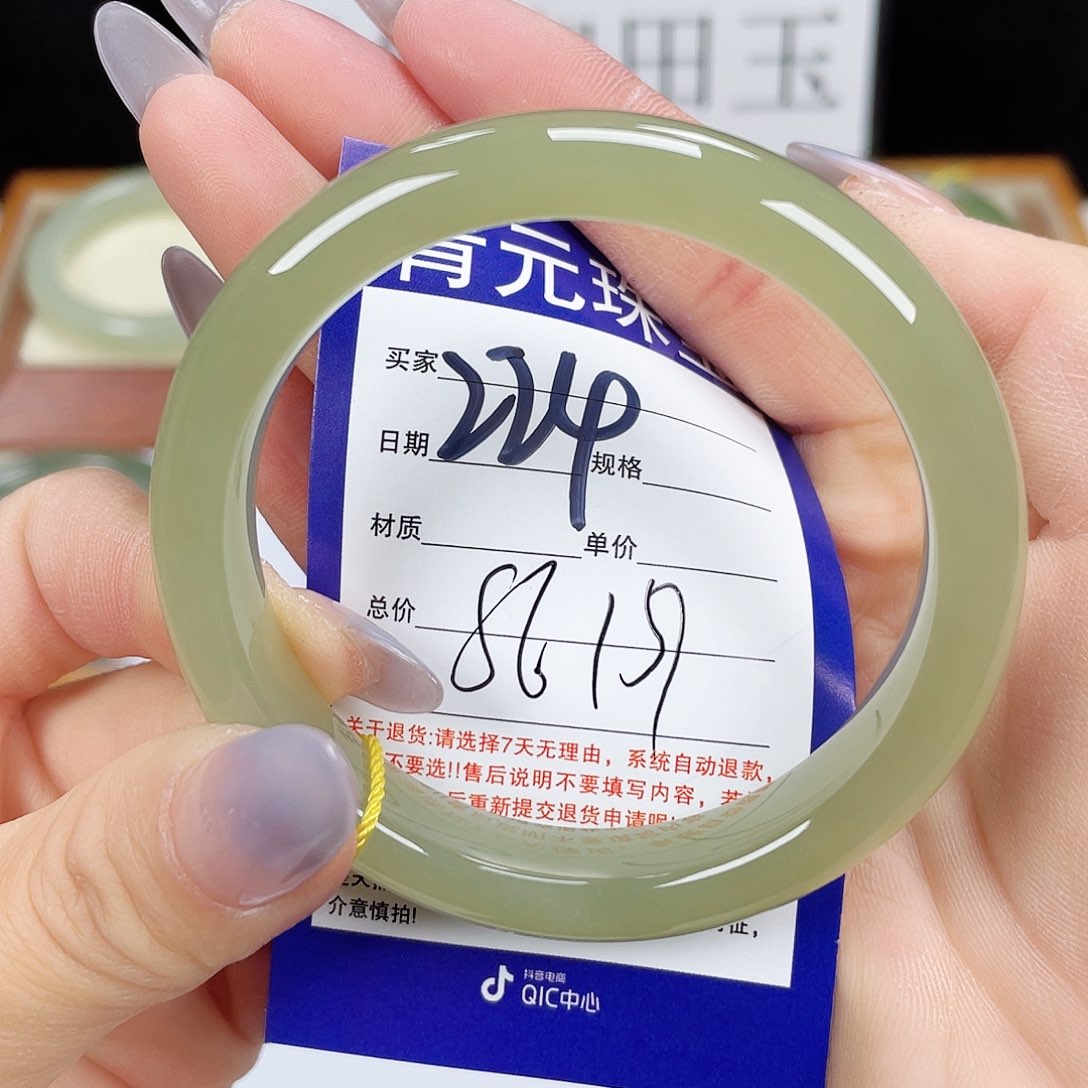 田玉
青元珠
买家 224
日期 规格
材质 单价
总价
关于退货:请选择7天无理由,系统自动退款,
不要选!!售后说明不要填写内容,若
后重新提交退货申请呢
介意慎拍!
抖音电商
QIC中心